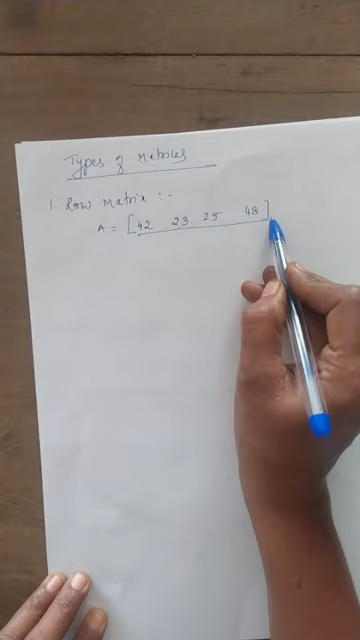 Types of Matrices
1. Row Matrix :-
A = [42 23 25 48]